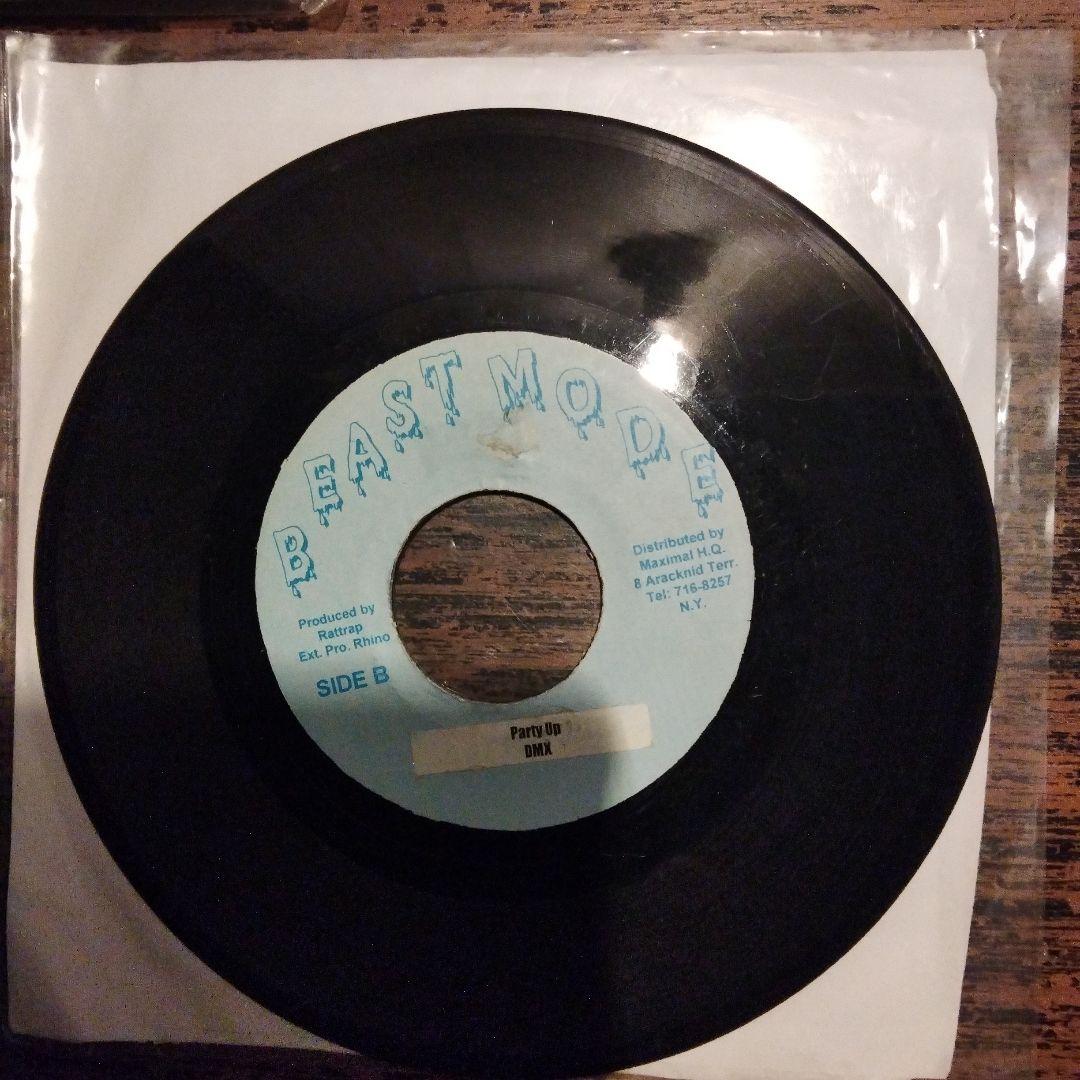 BEAST MODE
Produced by
Rattrap
Ext. Pro. Rhino
SIDE B
Distributed by
Maximal H.Q.
8 Aracknid Terr.
Tel: 716-8257
N.Y.
Party Up
DMX